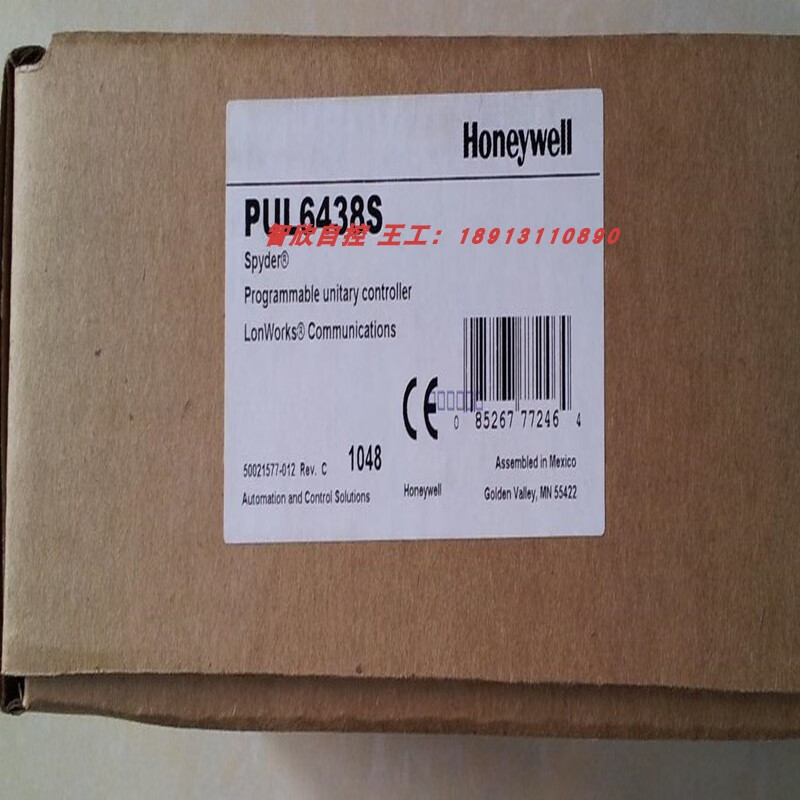 Honeywell
PUL6438S
智欣自控 王工：18913110890
Spyder®
Programmable unitary controller
LonWorks® Communications
CE
0 85267 77246 4
50021577-012 Rev. C 1048
Assembled in Mexico
Automation and Control Solutions
Honeywell
Golden Valley, MN 55422